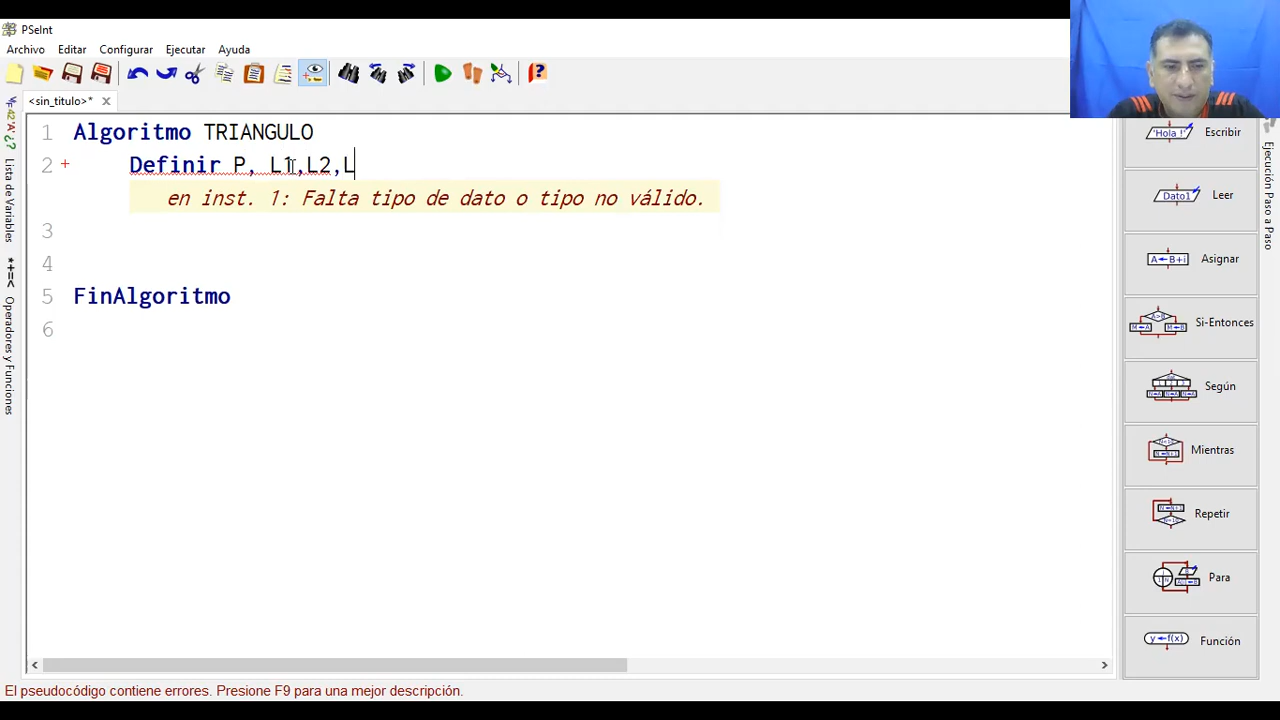 PSeInt
Archivo Editar Configurar Ejecutar Ayuda
<sin_titulo>*
1 Algoritmo TRIANGULO
2 + Definir P, L1,L2,L
en inst. 1: Falta tipo de dato o tipo no válido.
3
4
5 FinAlgoritmo
6
Lista de Variables
Operadores y Funciones
'Hola !' Escribir
Dato1 Leer
A←B+i Asignar
Si-Entonces
Según
Mientras
Repetir
Para
y←f(x) Función
Ejecución Paso a Paso
El pseudocódigo contiene errores. Presione F9 para una mejor descripción.